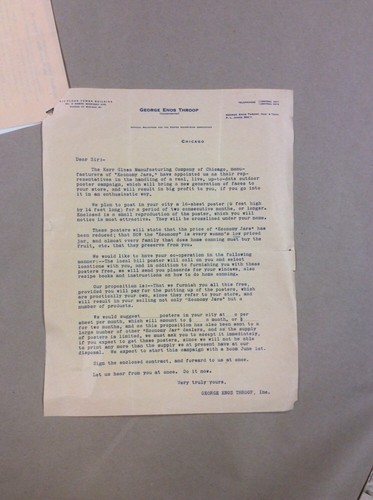 GEORGE ENOS THROOP
INCORPORATED
CHICAGO
Dear Sir:-
The Kerr Glass Manufacturing Company of Chicago, manu-
facturers of "Economy Jars," have appointed us as their rep-
resentatives in the handling of a real, live, up-to-date outdoor
poster campaign, which will bring a new generation of faces to
your store, and will result in big profit to you, if you go into
it in an enthusiastic way.
We plan to post in your city a 16-sheet poster (8 feet high
by 14 feet long) for a period of two consecutive months, or longer.
Enclosed is a small reproduction of the poster, which you will
notice is most attractive. They will be streamlined under your name.
These posters will state that the price of "Economy Jars" has
been reduced; that NOW the "Economy" is every woman's low priced
jar, and almost every family that does home canning must buy the
fruit, etc. that they preserve from you.
We would like to have your co-operation in the following
manner:--The local bill poster will call on you and select
locations with you, and in addition to furnishing you with these
posters free, we will send you placards for your windows, also
recipe books and instructions on how to do home canning.
Our proposition is:--That we furnish you all this free,
provided you will pay for the putting up of the posters, which
are practically your own, since they refer to your store, and
will result in your selling not only "Economy Jars" but a
number of products.
We would suggest posters in your city at per
sheet per month, which will amount to $ a month, or $
for two months, and as this proposition has also been sent to a
large number of other "Economy Jar" dealers, and as the supply
of posters is limited, we must ask you to accept it immediately,
if you expect to get these posters, since we will not be able
to print any more than the supply we at present have at our
disposal. We expect to start this campaign with a boom June 1st.
Sign the enclosed contract, and forward to us at once.
Let us hear from you at once. Do it now.
Very truly yours,
GEORGE ENOS THROOP, Inc.